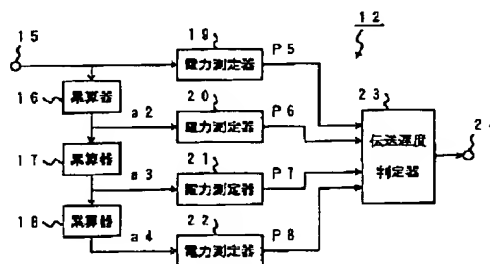 12
15
19
P5
電力測定器
16
累算器
20
P6
a2
電力測定器
23
伝送速度
判定器
17
累算器
21
P7
a3
電力測定器
18
累算器
22
P8
a4
電力測定器